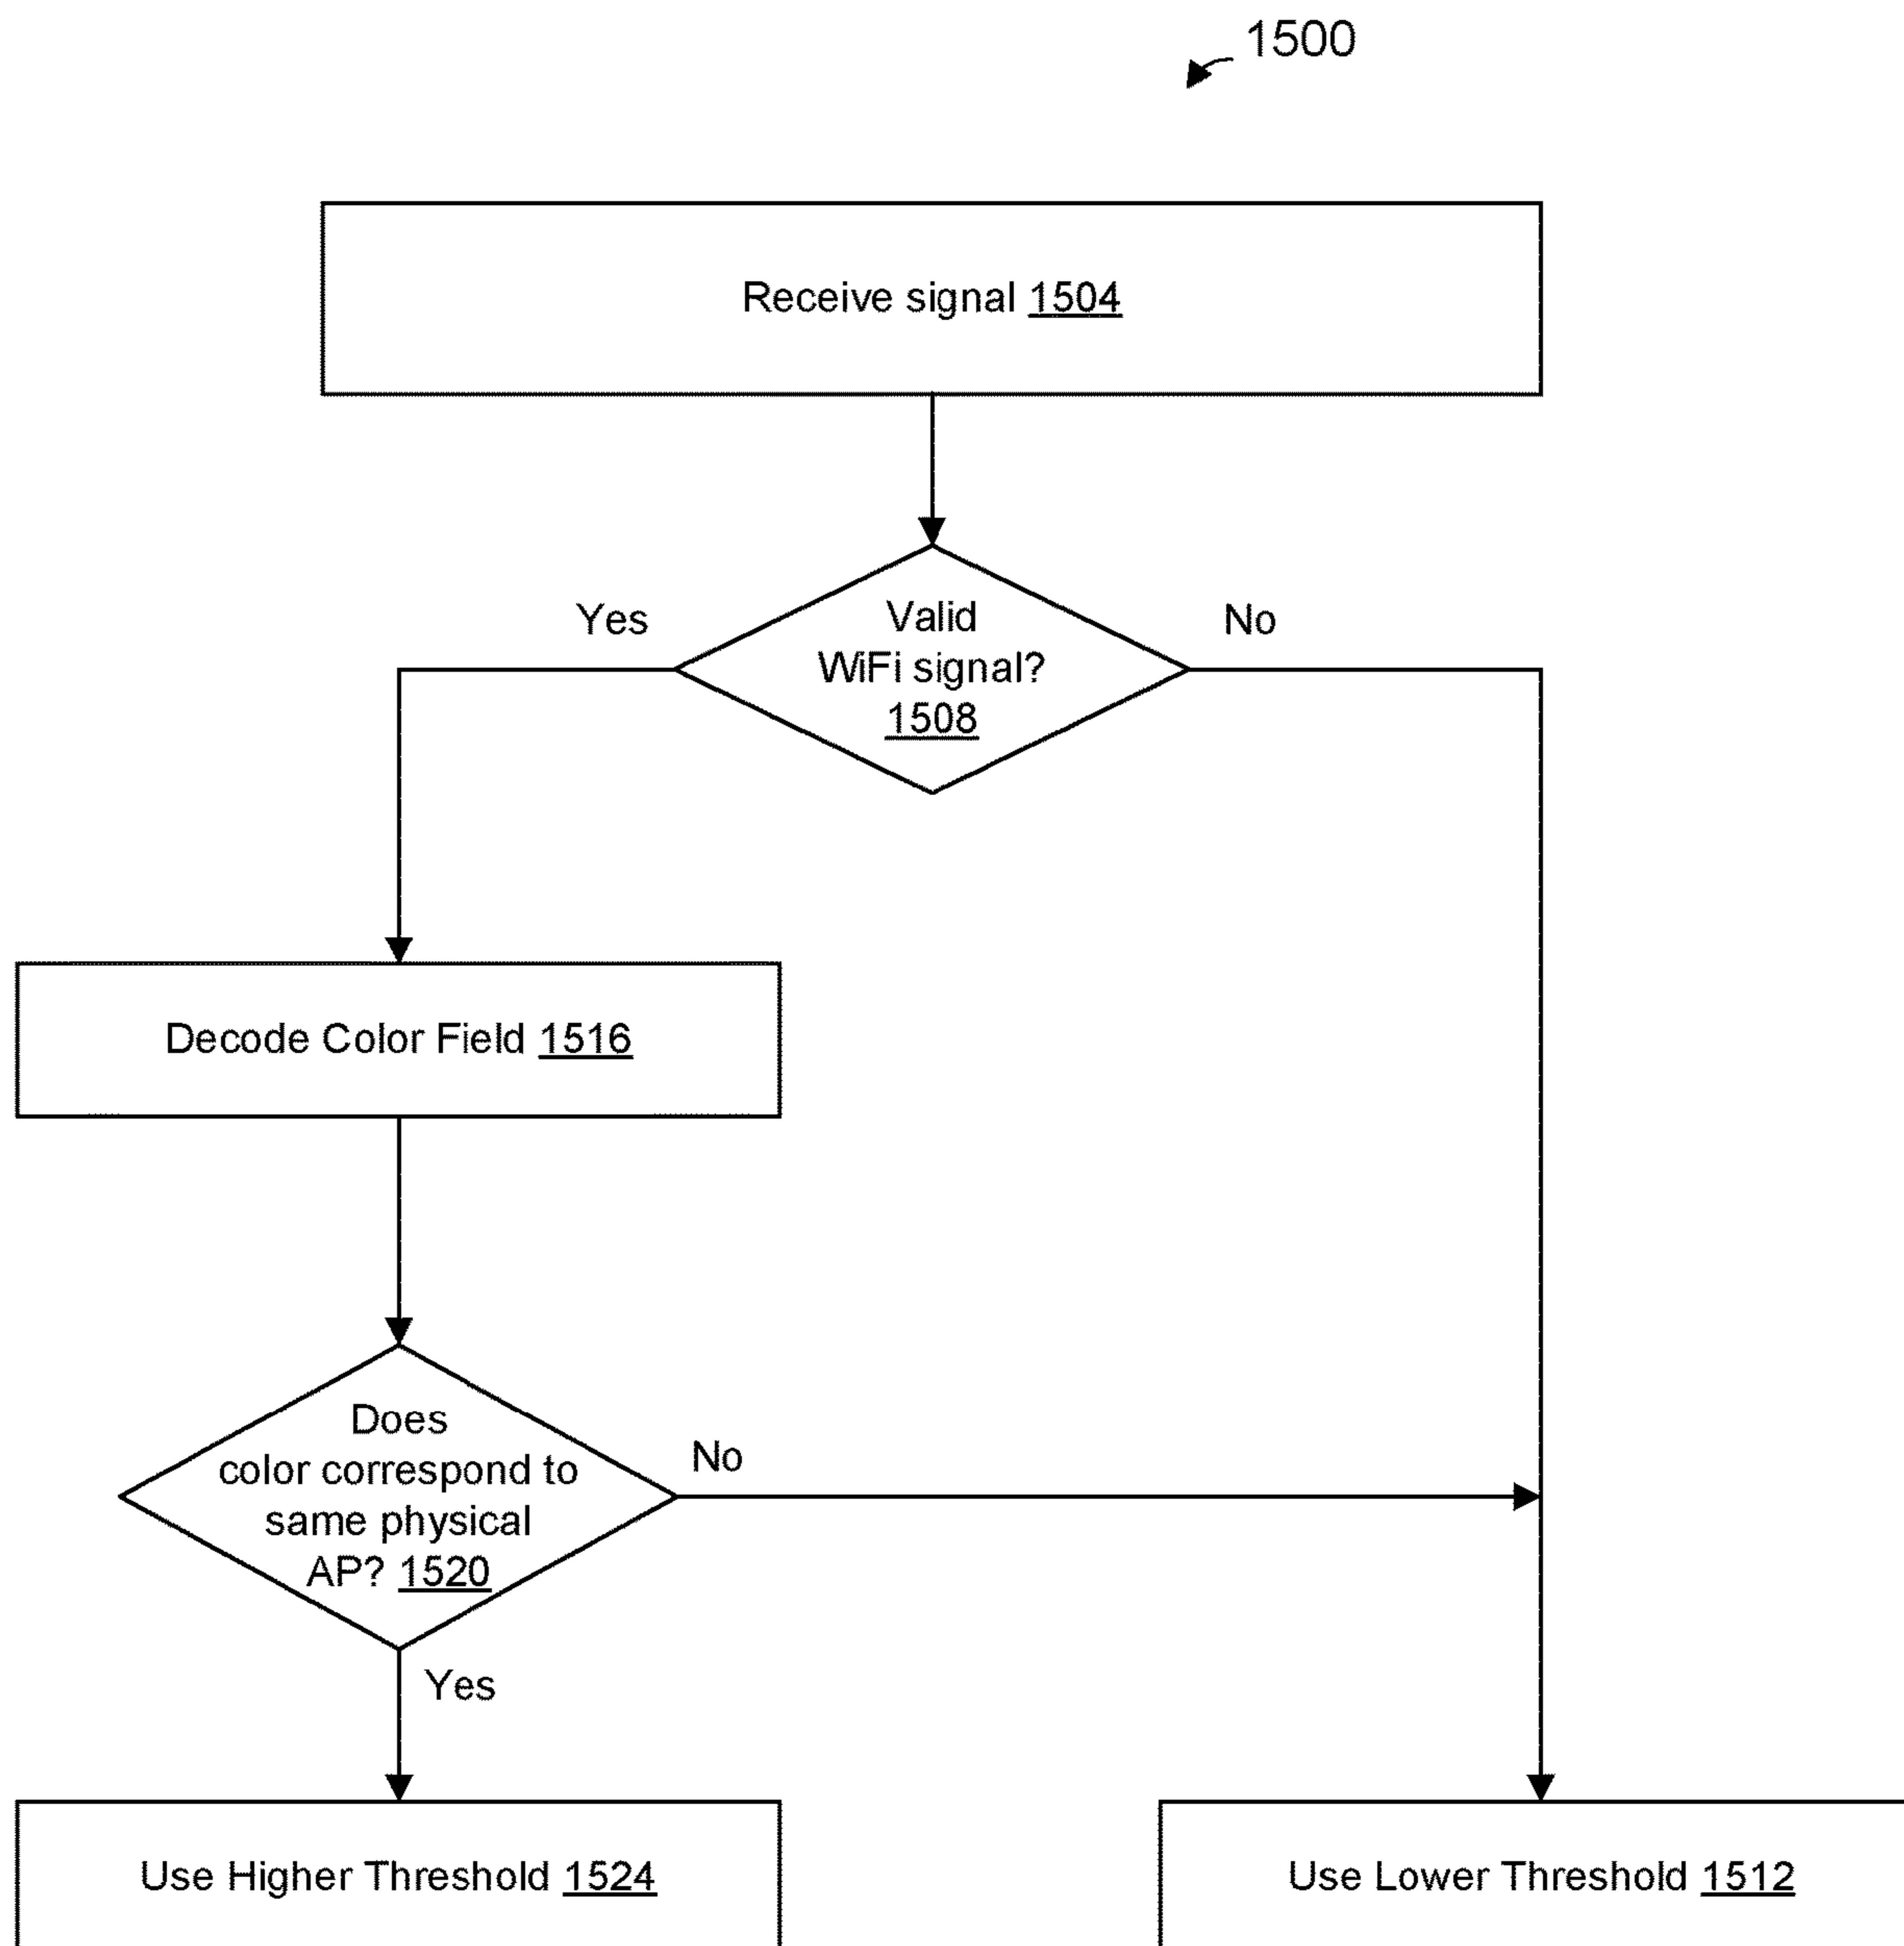 1500
Receive signal 1504
Yes
Valid
WiFi signal?
1508
No
Decode Color Field 1516
Does
color correspond to
same physical
AP? 1520
No
Yes
Use Higher Threshold 1524
Use Lower Threshold 1512